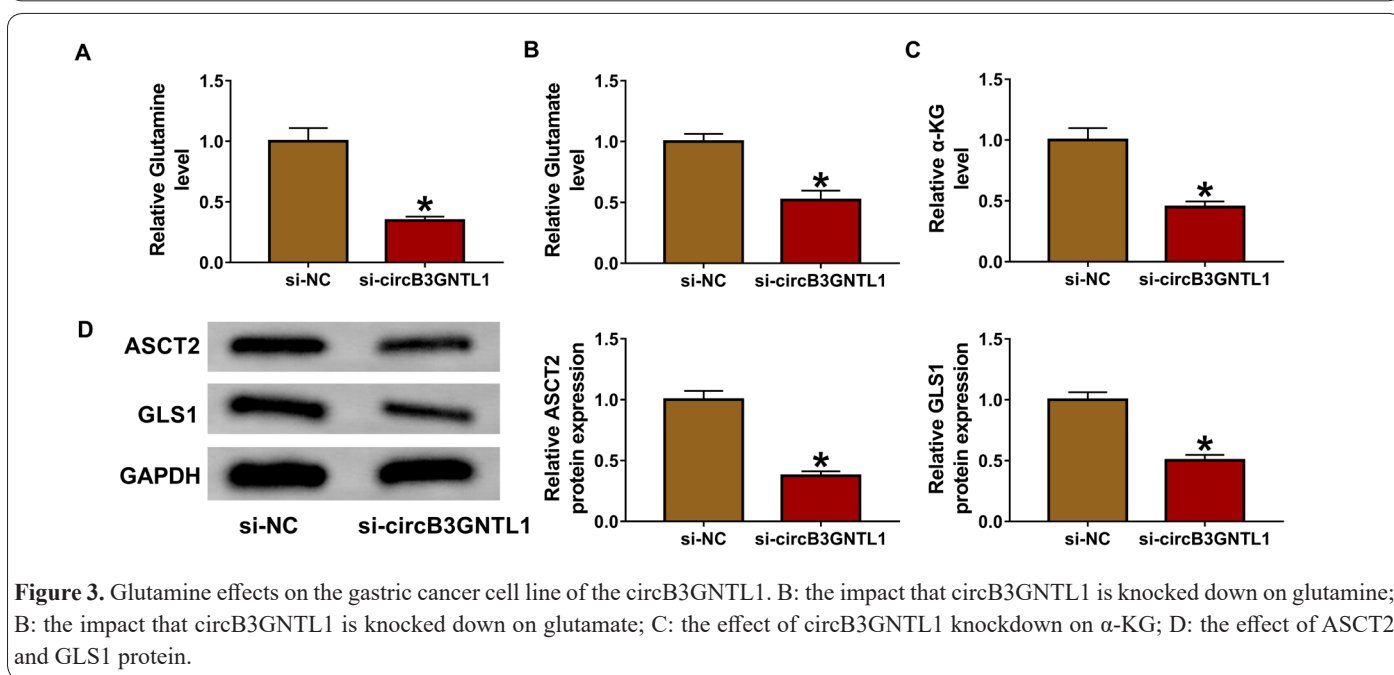 A
Relative Glutamine
level
1.5
1.0
0.5
0.0
si-NC
si-circB3GNTL1
*
B
Relative Glutamate
level
1.5
1.0
0.5
0.0
si-NC
si-circB3GNTL1
*
C
Relative α-KG
level
1.5
1.0
0.5
0.0
si-NC
si-circB3GNTL1
*
D
ASCT2
GLS1
GAPDH
si-NC
si-circB3GNTL1
Relative ASCT2
protein expression
1.5
1.0
0.5
0.0
si-NC
si-circB3GNTL1
*
Relative GLS1
protein expression
1.5
1.0
0.5
0.0
si-NC
si-circB3GNTL1
*
Figure 3. Glutamine effects on the gastric cancer cell line of the circB3GNTL1. B: the impact that circB3GNTL1 is knocked down on glutamine;
B: the impact that circB3GNTL1 is knocked down on glutamate; C: the effect of circB3GNTL1 knockdown on α-KG; D: the effect of ASCT2
and GLS1 protein.